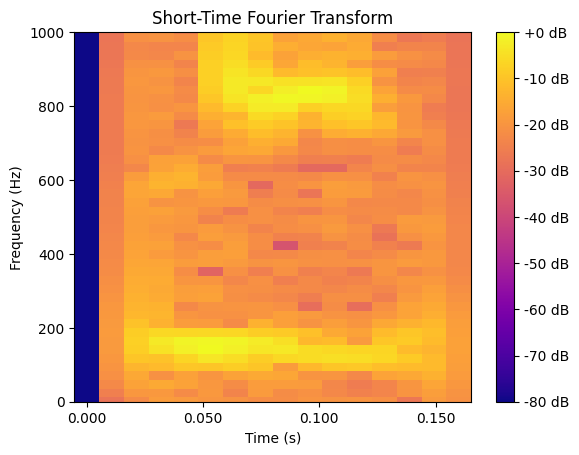 Short-Time Fourier Transform
1000
800
600
400
200
0
Frequency (Hz)
0.000
0.050
0.100
0.150
Time (s)
+0 dB
-10 dB
-20 dB
-30 dB
-40 dB
-50 dB
-60 dB
-70 dB
-80 dB